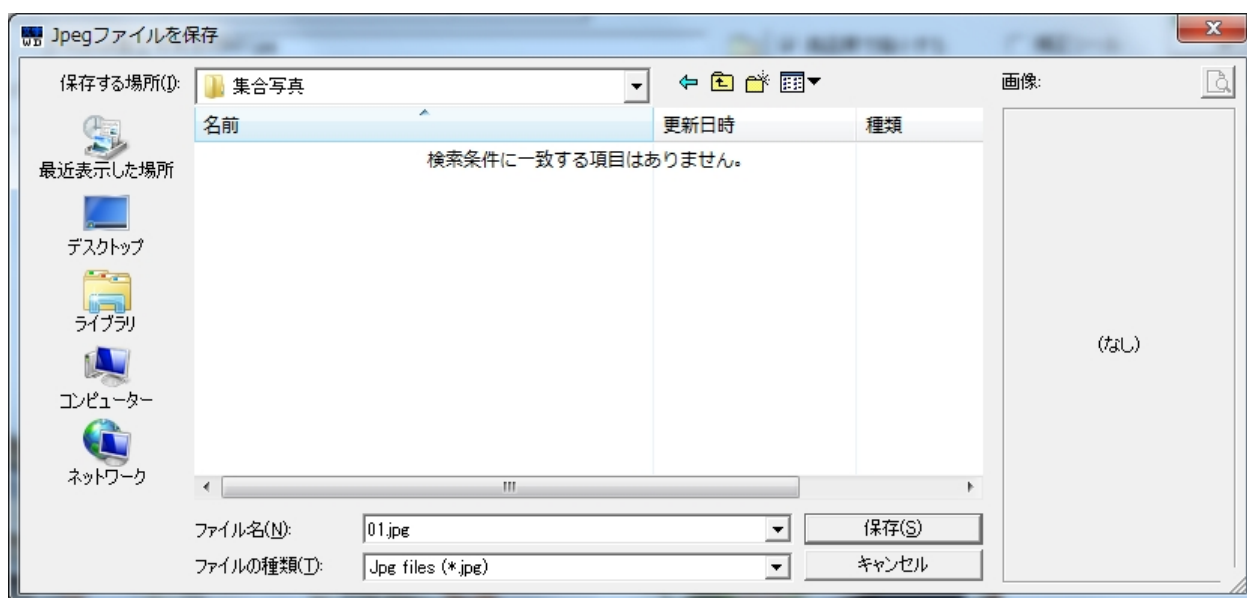 Jpegファイルを保存
保存する場所(I):
集合写真
画像:
名前
更新日時
種類
検索条件に一致する項目はありません。
最近表示した場所
デスクトップ
ライブラリ
コンピューター
ネットワーク
(なし)
ファイル名(N):
01.jpg
保存(S)
ファイルの種類(T):
Jpg files (*.jpg)
キャンセル